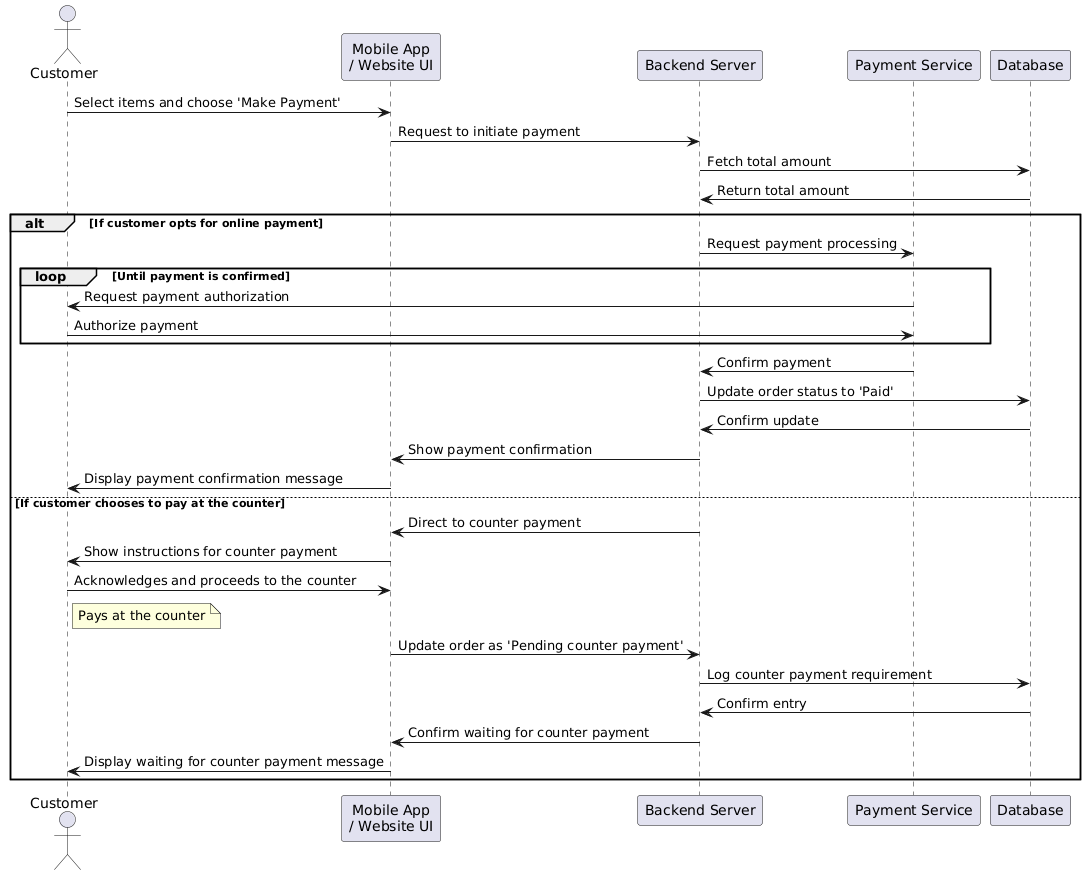 Customer
Mobile App
/ Website UI
Backend Server
Payment Service
Database
Select items and choose 'Make Payment'
Request to initiate payment
Fetch total amount
Return total amount
alt
[If customer opts for online payment]
Request payment processing
loop
[Until payment is confirmed]
Request payment authorization
Authorize payment
Confirm payment
Update order status to 'Paid'
Confirm update
Show payment confirmation
Display payment confirmation message
[If customer chooses to pay at the counter]
Direct to counter payment
Show instructions for counter payment
Acknowledges and proceeds to the counter
Pays at the counter
Update order as 'Pending counter payment'
Log counter payment requirement
Confirm entry
Confirm waiting for counter payment
Display waiting for counter payment message
Customer
Mobile App
/ Website UI
Backend Server
Payment Service
Database